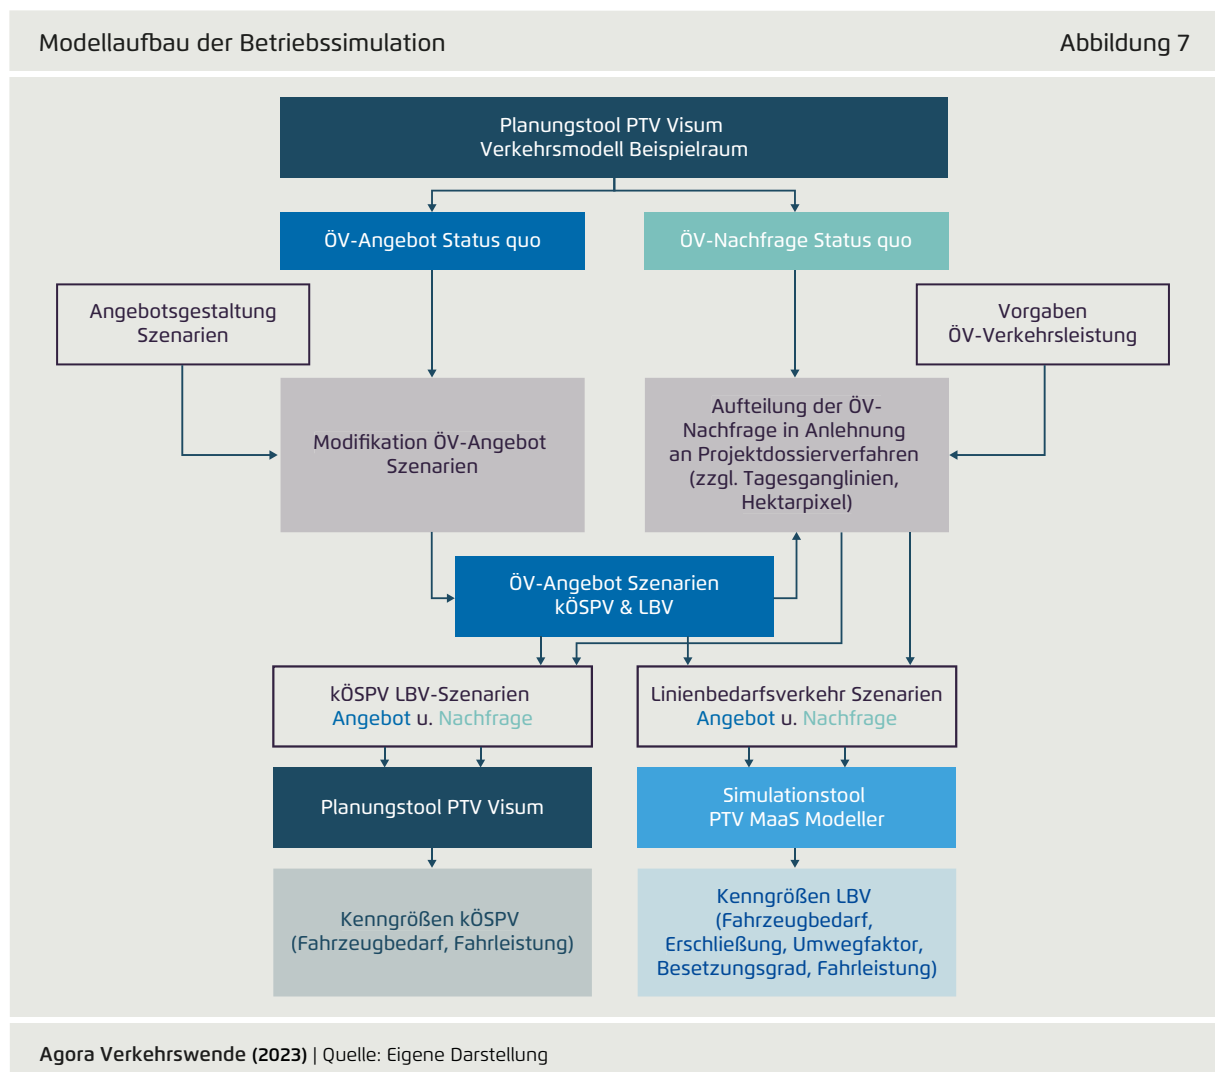 Modellaufbau der Betriebssimulation
Abbildung 7
Planungstool PTV Visum
Verkehrsmodell Beispielraum
ÖV-Angebot Status quo
ÖV-Nachfrage Status quo
Angebotsgestaltung
Szenarien
Vorgaben
ÖV-Verkehrsleistung
Modifikation ÖV-Angebot
Szenarien
Aufteilung der ÖV-
Nachfrage in Anlehnung
an Projektdossierverfahren
(zzgl. Tagesganglinien,
Hektarpixel)
ÖV-Angebot Szenarien
kÖSPV & LBV
kÖSPV LBV-Szenarien
Angebot u. Nachfrage
Linienbedarfsverkehr Szenarien
Angebot u. Nachfrage
Planungstool PTV Visum
Simulationstool
PTV MaaS Modeller
Kenngrößen kÖSPV
(Fahrzeugbedarf, Fahrleistung)
Kenngrößen LBV
(Fahrzeugbedarf,
Erschließung, Umwegfaktor,
Besetzungsgrad, Fahrleistung)
Agora Verkehrswende (2023) | Quelle: Eigene Darstellung